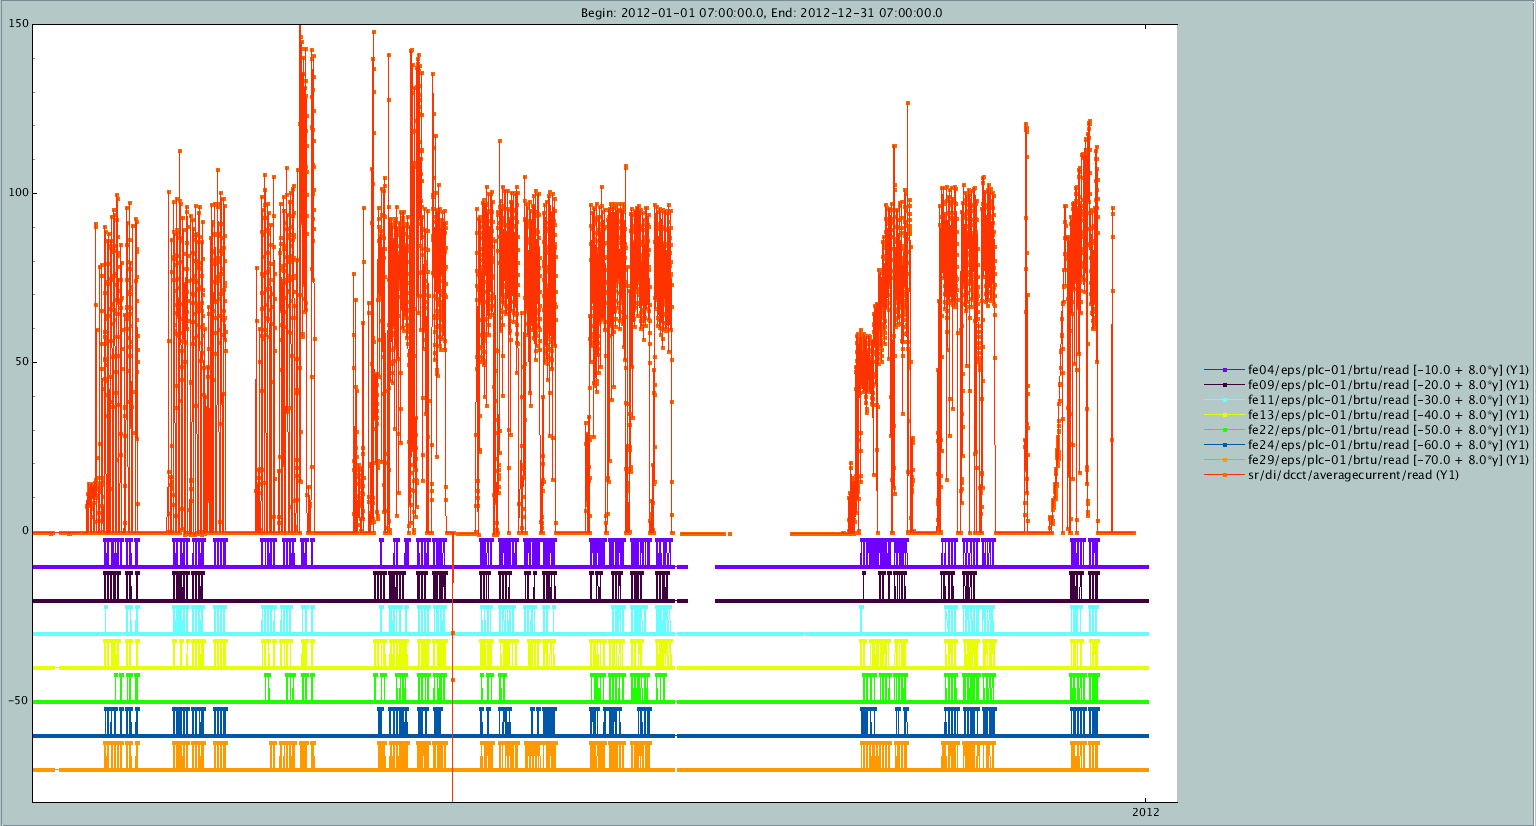 Begin: 2012-01-01 07:00:00.0, End: 2012-12-31 07:00:00.0
150
100
50
0
-50
2012
fe04/eps/plc-01/brtu/read [-10.0 + 8.0*y] (Y1)
fe09/eps/plc-01/brtu/read [-20.0 + 8.0*y] (Y1)
fe11/eps/plc-01/brtu/read [-30.0 + 8.0*y] (Y1)
fe13/eps/plc-01/brtu/read [-40.0 + 8.0*y] (Y1)
fe22/eps/plc-01/brtu/read [-50.0 + 8.0*y] (Y1)
fe24/eps/plc-01/brtu/read [-60.0 + 8.0*y] (Y1)
fe29/eps/plc-01/brtu/read [-70.0 + 8.0*y] (Y1)
sr/di/dcct/averagecurrent/read (Y1)